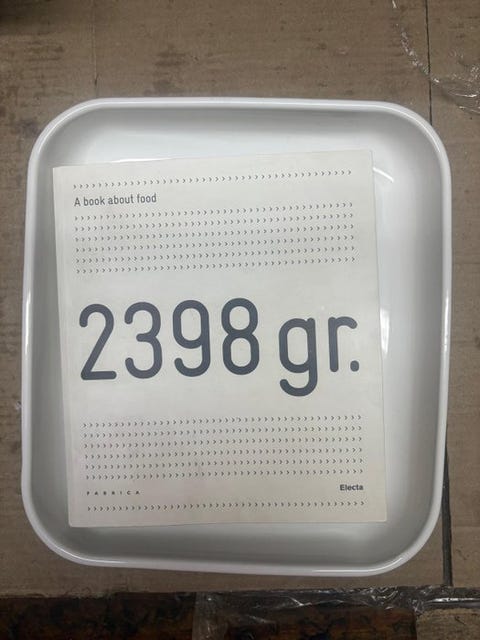 A book about food
2398 gr.
FABRICA
Electa